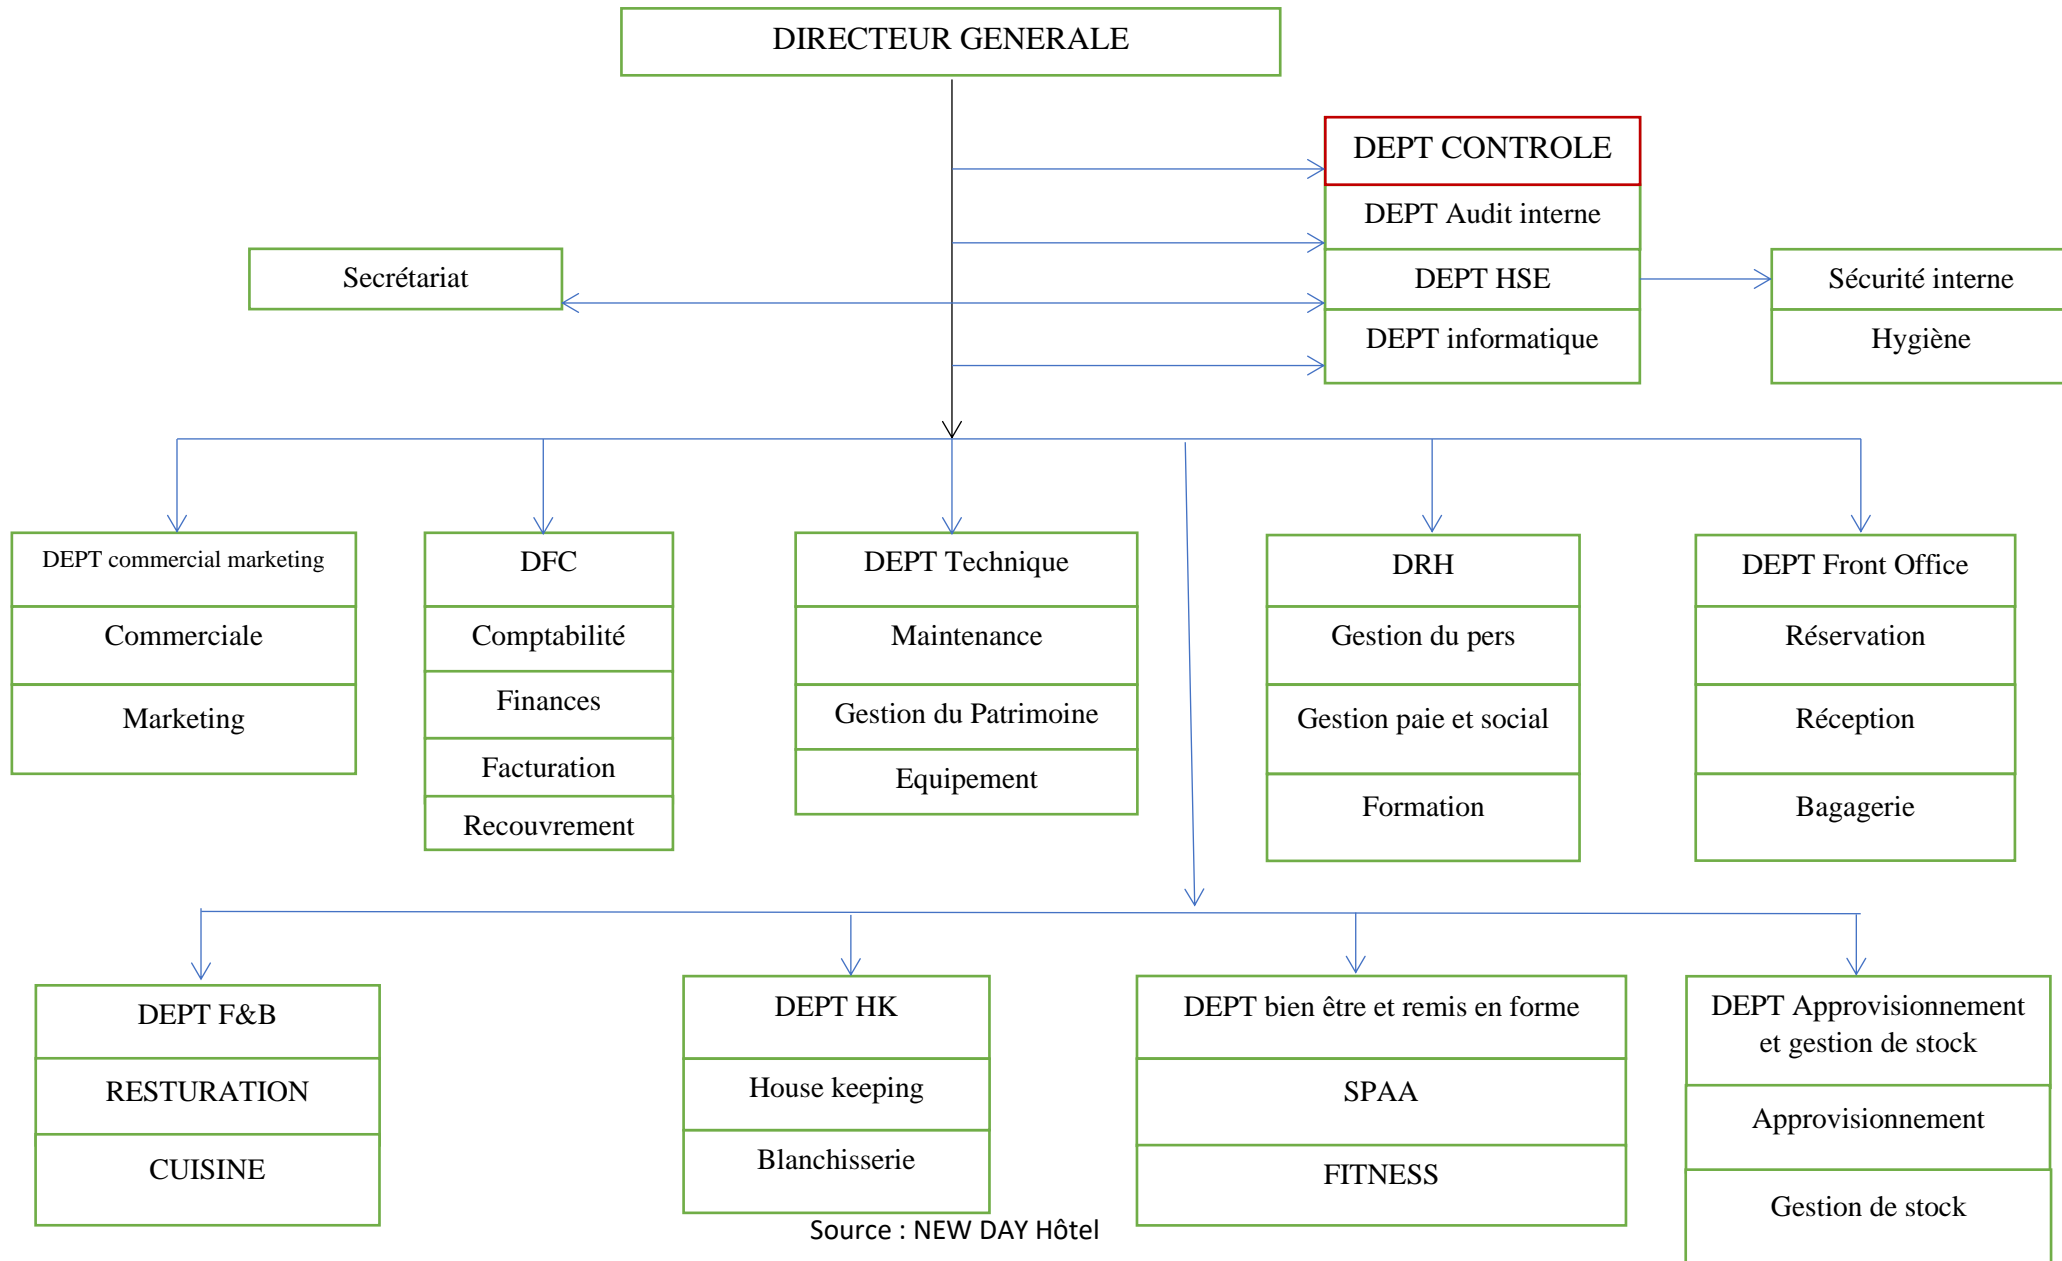 DIRECTEUR GENERALE
DEPT CONTROLE
DEPT Audit interne
Secrétariat
DEPT HSE
Sécurité interne
DEPT informatique
Hygiène
DEPT commercial marketing
Commerciale
Marketing
DFC
Comptabilité
Finances
Facturation
Recouvrement
DEPT Technique
Maintenance
Gestion du Patrimoine
Equipement
DRH
Gestion du pers
Gestion paie et social
Formation
DEPT Front Office
Réservation
Réception
Bagagerie
DEPT F&B
RESTURATION
CUISINE
DEPT HK
House keeping
Blanchisserie
DEPT bien être et remis en forme
SPAA
FITNESS
DEPT Approvisionnement
et gestion de stock
Approvisionnement
Gestion de stock
Source : NEW DAY Hôtel